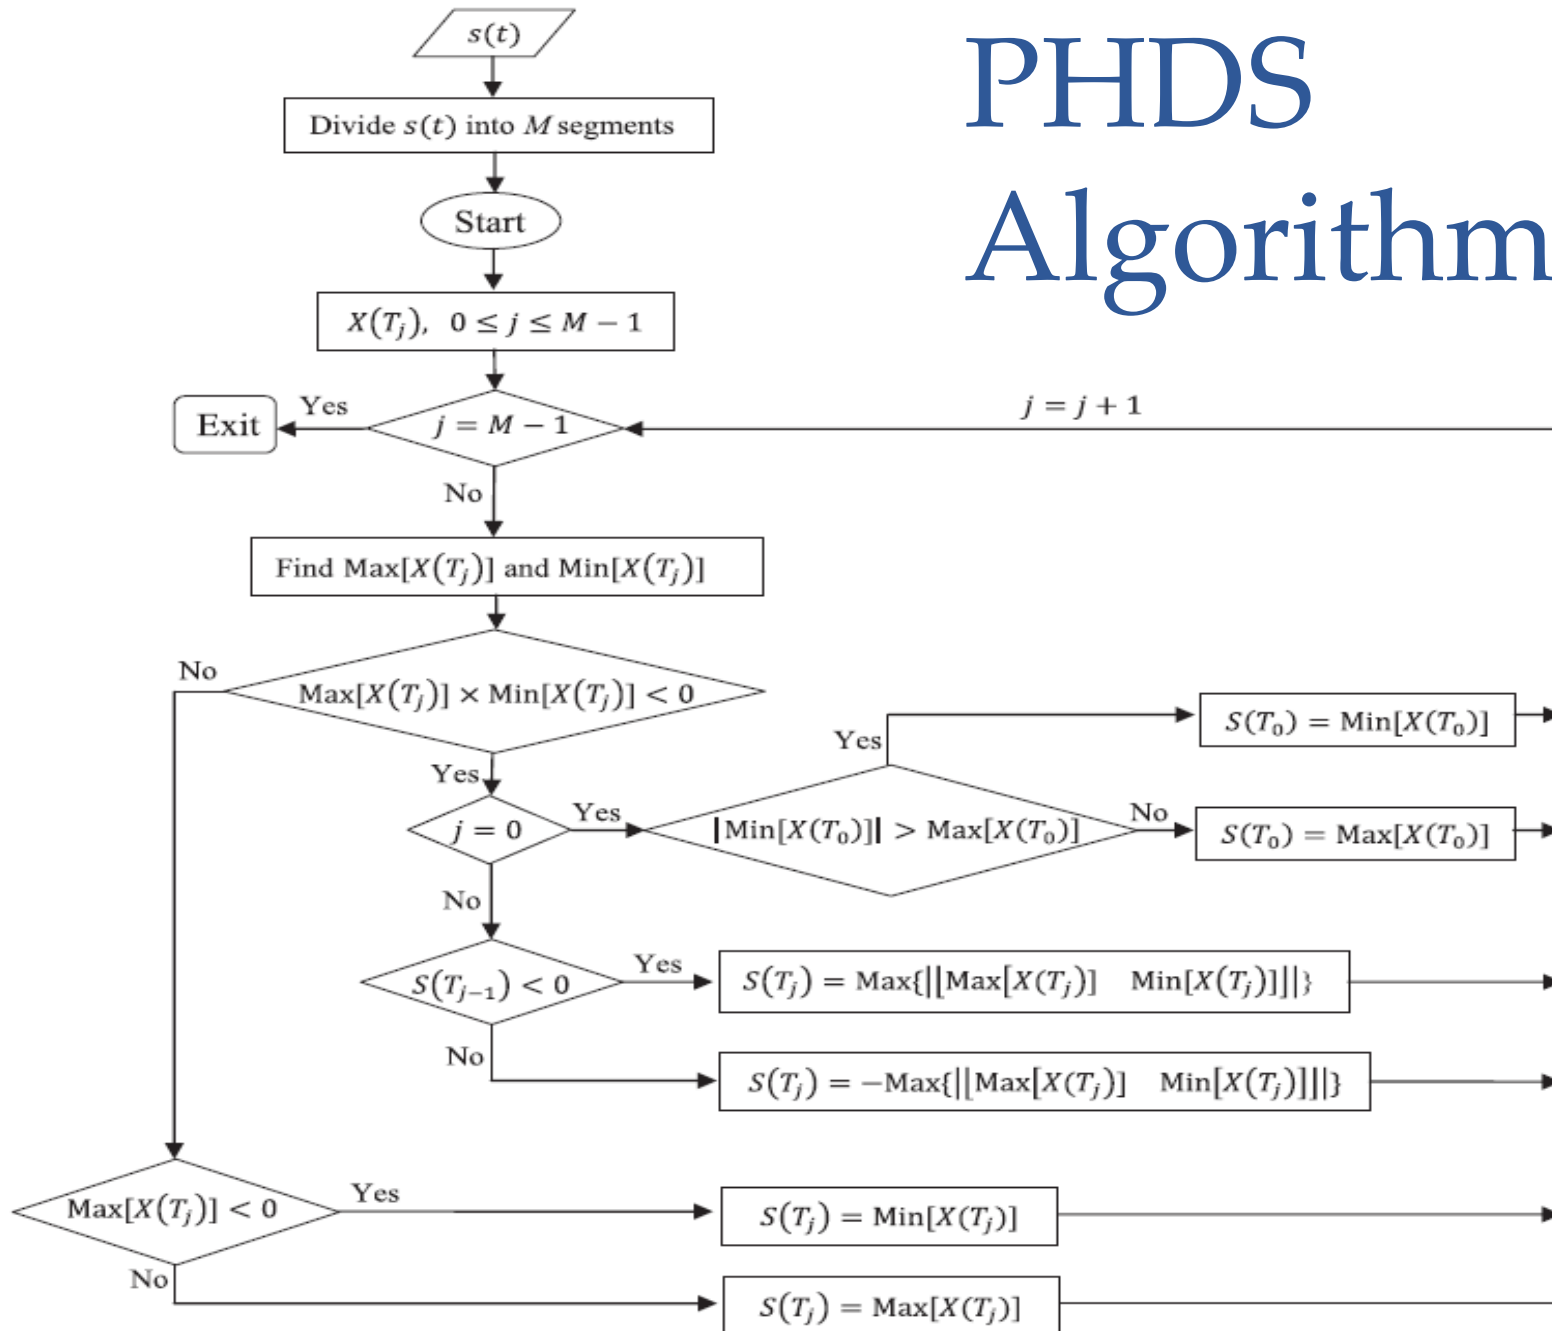 PHDS
Algorithm
s(t)
Divide s(t) into M segments
Start
X(T_j), 0 ≤ j ≤ M − 1
j = M − 1
Yes
Exit
j = j + 1
No
Find Max[X(T_j)] and Min[X(T_j)]
Max[X(T_j)] × Min[X(T_j)] < 0
No
Yes
j = 0
Yes
|Min[X(T_0)]| > Max[X(T_0)]
Yes
S(T_0) = Min[X(T_0)]
No
S(T_0) = Max[X(T_0)]
No
S(T_{j−1}) < 0
Yes
S(T_j) = Max{|⌊Max[X(T_j)] Min[X(T_j)]⌋|}
No
S(T_j) = −Max{|⌊Max[X(T_j)] Min[X(T_j)]⌋|}
Max[X(T_j)] < 0
Yes
S(T_j) = Min[X(T_j)]
No
S(T_j) = Max[X(T_j)]